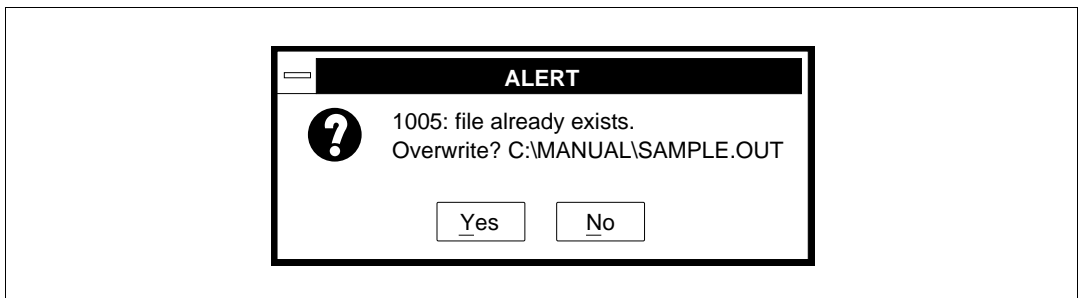 ALERT
1005: file already exists.
Overwrite? C:\MANUAL\SAMPLE.OUT
Yes No